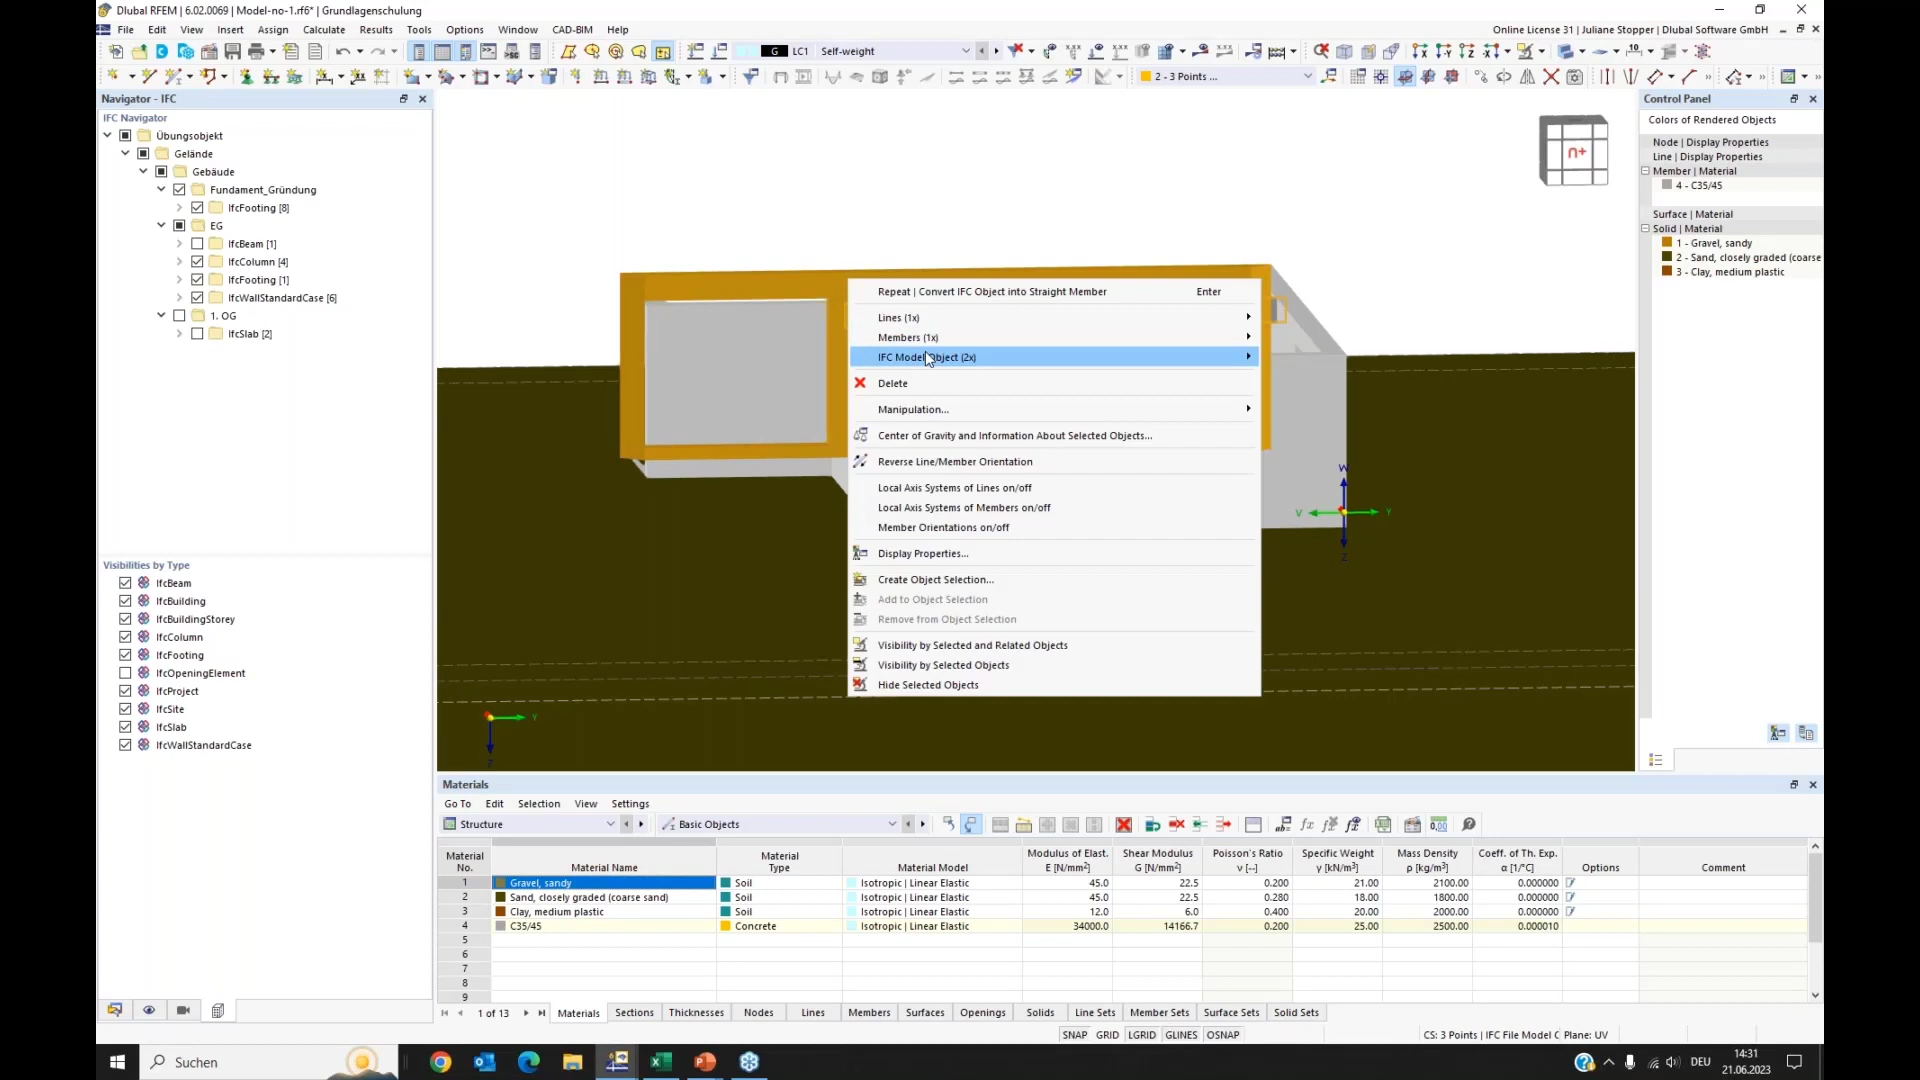 Dlubal RFEM | 6.02.0069 | Model-no-1.rf6* | Grundlagenschulung
File Edit View Insert Assign Calculate Results Tools Options Window CAD-BIM Help
Online License 31 | Juliane Stopper | Dlubal Software GmbH
G LC1 Self-weight
2 - 3 Points ...
Navigator - IFC
IFC Navigator
Übungsobjekt
Gelände
Gebäude
Fundament_Gründung
IfcFooting [8]
EG
IfcBeam [1]
IfcColumn [4]
IfcFooting [1]
IfcWallStandardCase [6]
1. OG
IfcSlab [2]
Visibilities by Type
IfcBeam
IfcBuilding
IfcBuildingStorey
IfcColumn
IfcFooting
IfcOpeningElement
IfcProject
IfcSite
IfcSlab
IfcWallStandardCase
Repeat | Convert IFC Object into Straight Member Enter
Lines (1x)
Members (1x)
IFC Model Object (2x)
Delete
Manipulation...
Center of Gravity and Information About Selected Objects...
Reverse Line/Member Orientation
Local Axis Systems of Lines on/off
Local Axis Systems of Members on/off
Member Orientations on/off
Display Properties...
Create Object Selection...
Add to Object Selection
Remove from Object Selection
Visibility by Selected and Related Objects
Visibility by Selected Objects
Hide Selected Objects
W
V Y
Z
Y
Z
Control Panel
Colors of Rendered Objects
Node | Display Properties
Line | Display Properties
Member | Material
4 - C35/45
Surface | Material
Solid | Material
1 - Gravel, sandy
2 - Sand, closely graded (coarse
3 - Clay, medium plastic
Materials
Go To Edit Selection View Settings
Structure Basic Objects
Material No. Material Name Material Type Material Model Modulus of Elast. E [N/mm²] Shear Modulus G [N/mm²] Poisson's Ratio ν [--] Specific Weight γ [kN/m³] Mass Density ρ [kg/m³] Coeff. of Th. Exp. α [1/°C] Options Comment
1 Gravel, sandy Soil Isotropic | Linear Elastic 45.0 22.5 0.200 21.00 2100.00 0.000000
2 Sand, closely graded (coarse sand) Soil Isotropic | Linear Elastic 45.0 22.5 0.280 18.00 1800.00 0.000000
3 Clay, medium plastic Soil Isotropic | Linear Elastic 12.0 6.0 0.400 20.00 2000.00 0.000000
4 C35/45 Concrete Isotropic | Linear Elastic 34000.0 14166.7 0.200 25.00 2500.00 0.000010
5
6
7
8
9
1 of 13 Materials Sections Thicknesses Nodes Lines Members Surfaces Openings Solids Line Sets Member Sets Surface Sets Solid Sets
SNAP GRID LGRID GLINES OSNAP CS: 3 Points | IFC File Model C Plane: UV
Suchen
DEU
14:31
21.06.2023